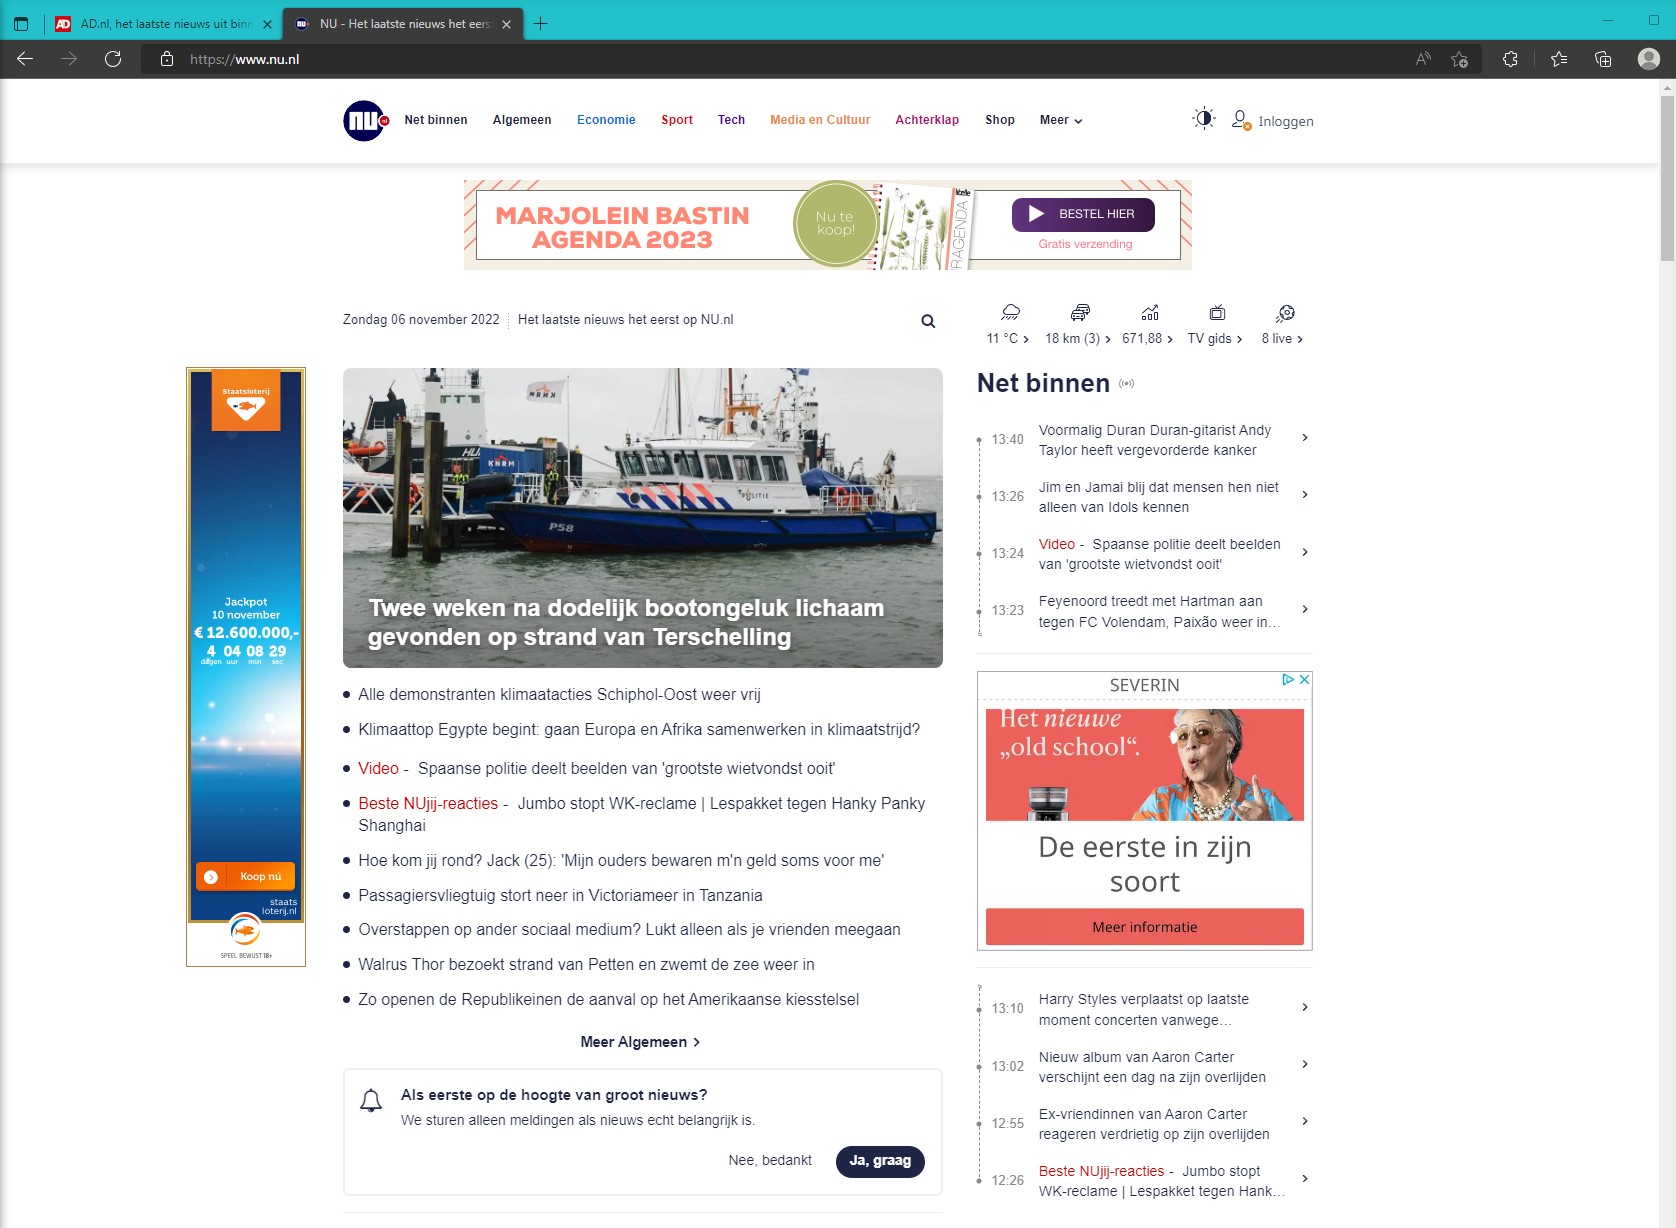 AD.nl, het laatste nieuws uit binn
NU - Het laatste nieuws het eers
https://www.nu.nl
NU.nl
Net binnen
Algemeen
Economie
Sport
Tech
Media en Cultuur
Achterklap
Shop
Meer
Inloggen
MARJOLEIN BASTIN
AGENDA 2023
Nu te
koop!
BESTEL HIER
Gratis verzending
Zondag 06 november 2022
Het laatste nieuws het eerst op NU.nl
11 °C
18 km (3)
671,88
TV gids
8 live
Staatsloterij
Jackpot
10 november
€ 12.600.000,-
4 04 08 29
dagen uur min sec
Koop nú
staats
loterij.nl
SPEEL BEWUST 18+
KNRM
POLITIE
P58
Twee weken na dodelijk bootongeluk lichaam
gevonden op strand van Terschelling
Alle demonstranten klimaatacties Schiphol-Oost weer vrij
Klimaattop Egypte begint: gaan Europa en Afrika samenwerken in klimaatstrijd?
Video - Spaanse politie deelt beelden van 'grootste wietvondst ooit'
Beste NUjij-reacties - Jumbo stopt WK-reclame | Lespakket tegen Hanky Panky
Shanghai
Hoe kom jij rond? Jack (25): 'Mijn ouders bewaren m'n geld soms voor me'
Passagiersvliegtuig stort neer in Victoriameer in Tanzania
Overstappen op ander sociaal medium? Lukt alleen als je vrienden meegaan
Walrus Thor bezoekt strand van Petten en zwemt de zee weer in
Zo openen de Republikeinen de aanval op het Amerikaanse kiesstelsel
Meer Algemeen
Als eerste op de hoogte van groot nieuws?
We sturen alleen meldingen als nieuws echt belangrijk is.
Nee, bedankt
Ja, graag
Net binnen
13:40
Voormalig Duran Duran-gitarist Andy
Taylor heeft vergevorderde kanker
13:26
Jim en Jamai blij dat mensen hen niet
alleen van Idols kennen
13:24
Video - Spaanse politie deelt beelden
van 'grootste wietvondst ooit'
13:23
Feyenoord treedt met Hartman aan
tegen FC Volendam, Paixão weer in…
SEVERIN
Het nieuwe
„old school“.
De eerste in zijn
soort
Meer informatie
13:10
Harry Styles verplaatst op laatste
moment concerten vanwege…
13:02
Nieuw album van Aaron Carter
verschijnt een dag na zijn overlijden
12:55
Ex-vriendinnen van Aaron Carter
reageren verdrietig op zijn overlijden
12:26
Beste NUjij-reacties - Jumbo stopt
WK-reclame | Lespakket tegen Hank…